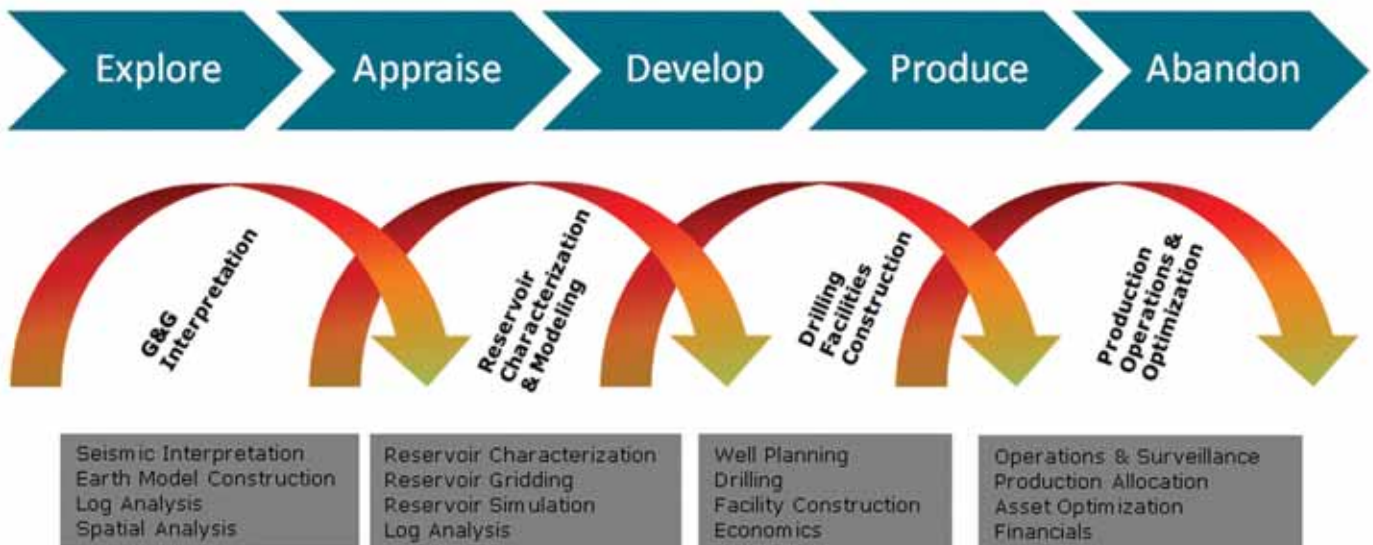 Explore
Appraise
Develop
Produce
Abandon
G&G
Interpretation
Reservoir
Characterization
& Modeling
Drilling
Facilities
Construction
Production
Operations &
Optimization
Seismic Interpretation
Earth Model Construction
Log Analysis
Spatial Analysis
Reservoir Characterization
Reservoir Gridding
Reservoir Simulation
Log Analysis
Well Planning
Drilling
Facility Construction
Economics
Operations & Surveillance
Production Allocation
Asset Optimization
Financials